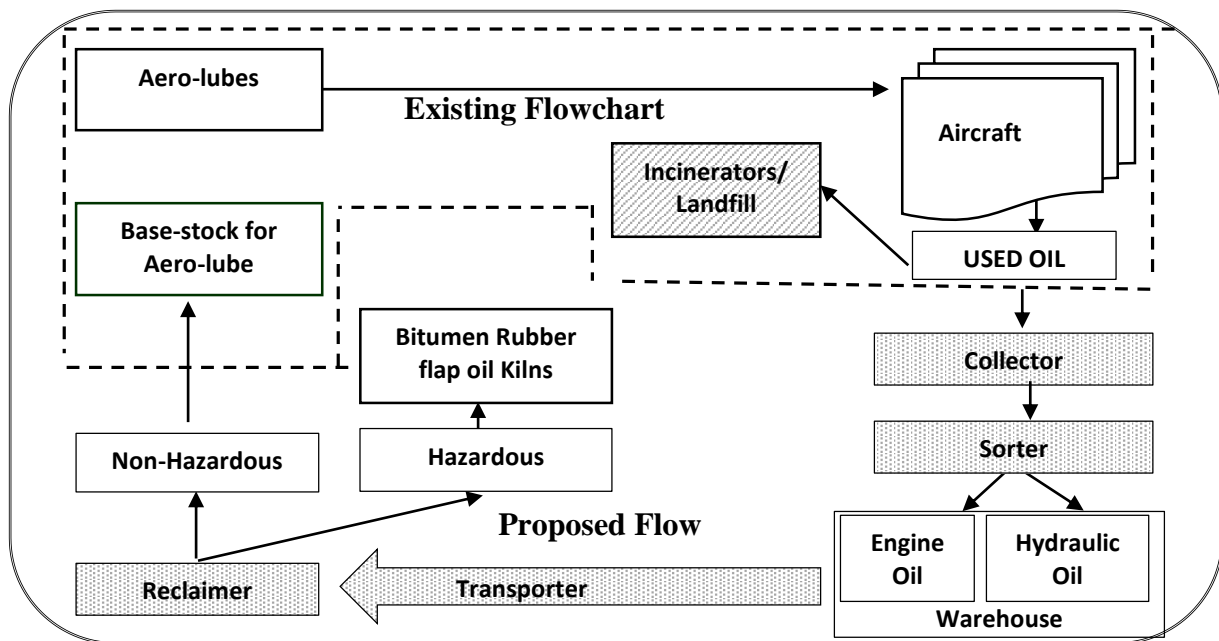 Aero-lubes
Existing Flowchart
Aircraft
Incinerators/
Landfill
USED OIL
Base-stock for
Aero-lube
Bitumen Rubber
flap oil Kilns
Collector
Non-Hazardous
Hazardous
Sorter
Proposed Flow
Engine
Oil
Hydraulic
Oil
Warehouse
Transporter
Reclaimer